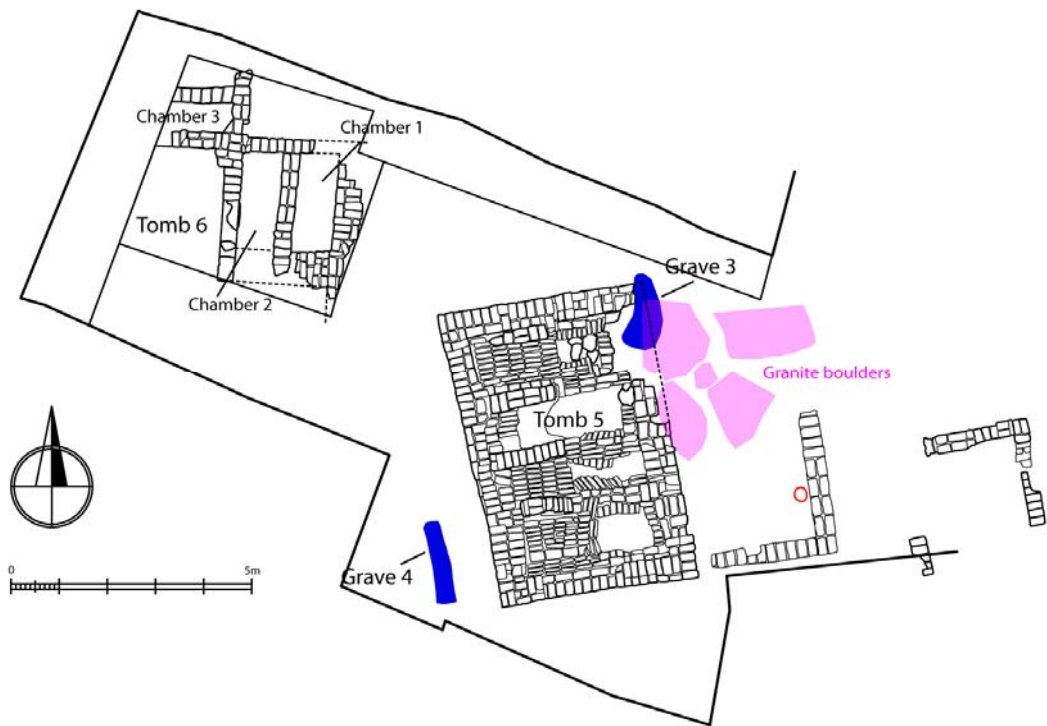 Chamber 3
Chamber 1
Tomb 6
Chamber 2
Grave 3
Granite boulders
Tomb 5
Grave 4
0
5m